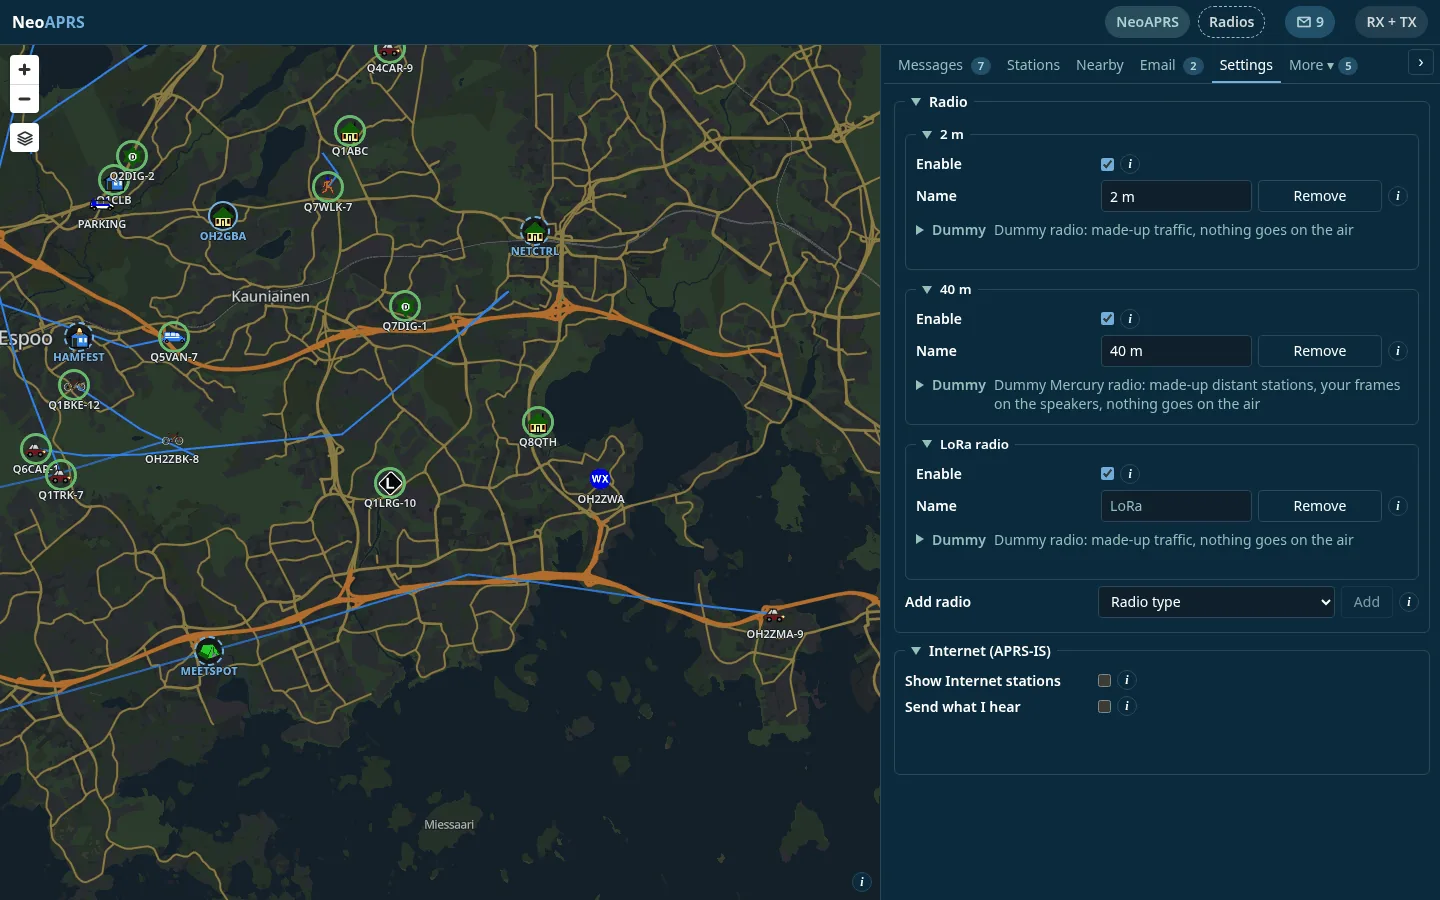 NeoAPRS
NeoAPRS
Radios
9
RX + TX
Messages 7
Stations
Nearby
Email 2
Settings
More ▾ 5
Radio
2 m
Enable
Name
2 m
Remove
Dummy Dummy radio: made-up traffic, nothing goes on the air
40 m
Enable
Name
40 m
Remove
Dummy Dummy Mercury radio: made-up distant stations, your frames
on the speakers, nothing goes on the air
LoRa radio
Enable
Name
LoRa
Remove
Dummy Dummy radio: made-up traffic, nothing goes on the air
Add radio
Radio type
Add
Internet (APRS-IS)
Show Internet stations
Send what I hear
Q4CAR-9
Q1ABC
Q2DIG-2
Q1CLB
PARKING
Q7WLK-7
OH2GBA
NETCTRL
Kauniainen
Q7DIG-1
Espoo
HAMFEST
Q5VAN-7
Q1BKE-12
Q8QTH
OH2ZBK-8
Q6CAR-1
Q1TRK-7
L
Q1LRG-10
WX
OH2ZWA
OH2ZMA-9
MEETSPOT
Miessaari